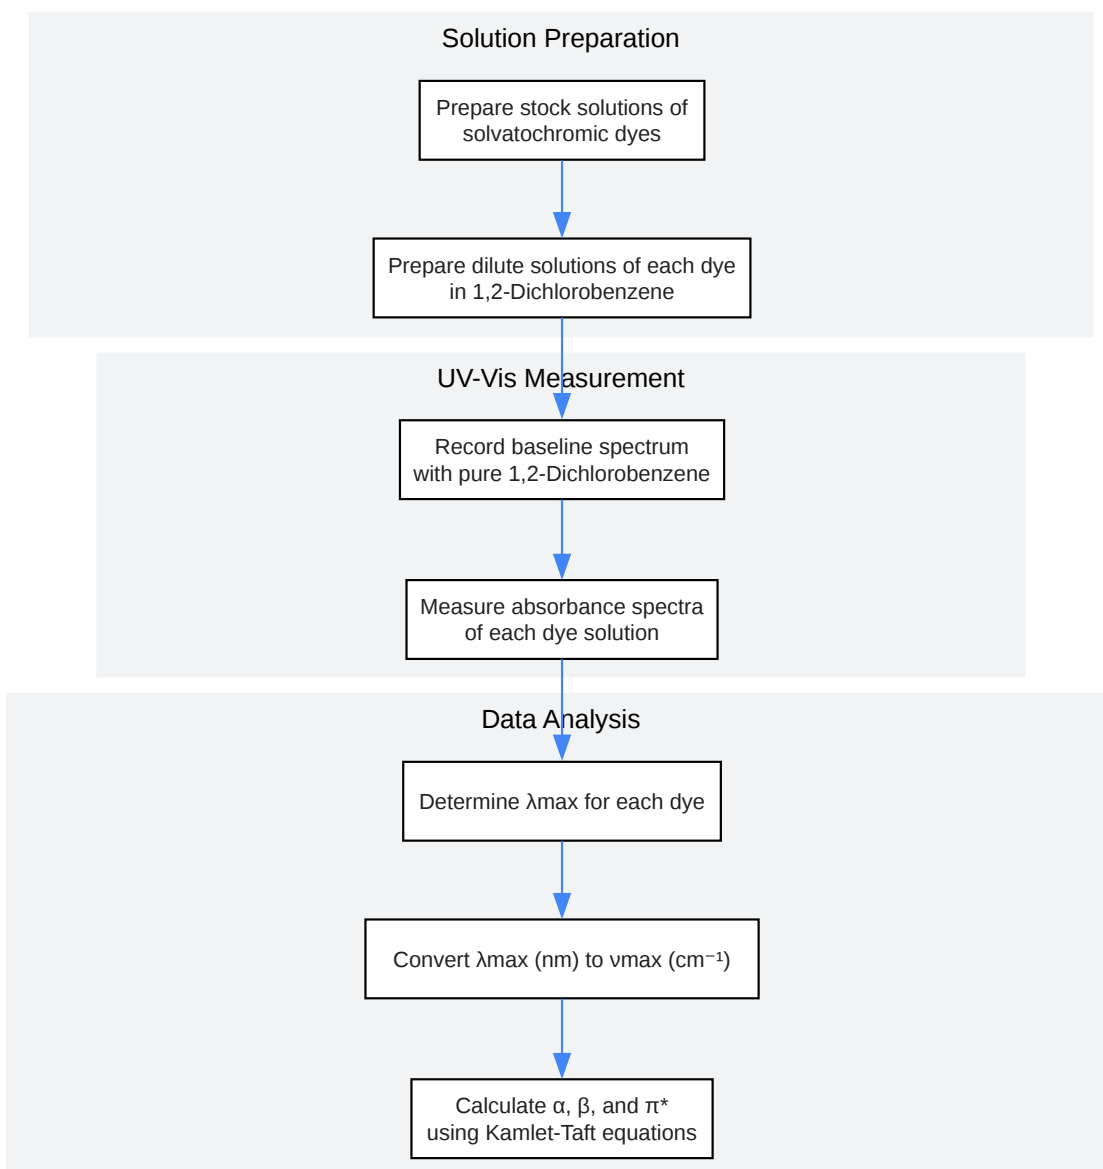 Solution Preparation
Prepare stock solutions of
solvatochromic dyes
Prepare dilute solutions of each dye
in 1,2-Dichlorobenzene
UV-Vis Measurement
Record baseline spectrum
with pure 1,2-Dichlorobenzene
Measure absorbance spectra
of each dye solution
Data Analysis
Determine λmax for each dye
Convert λmax (nm) to νmax (cm⁻¹)
Calculate α, β, and π*
using Kamlet-Taft equations